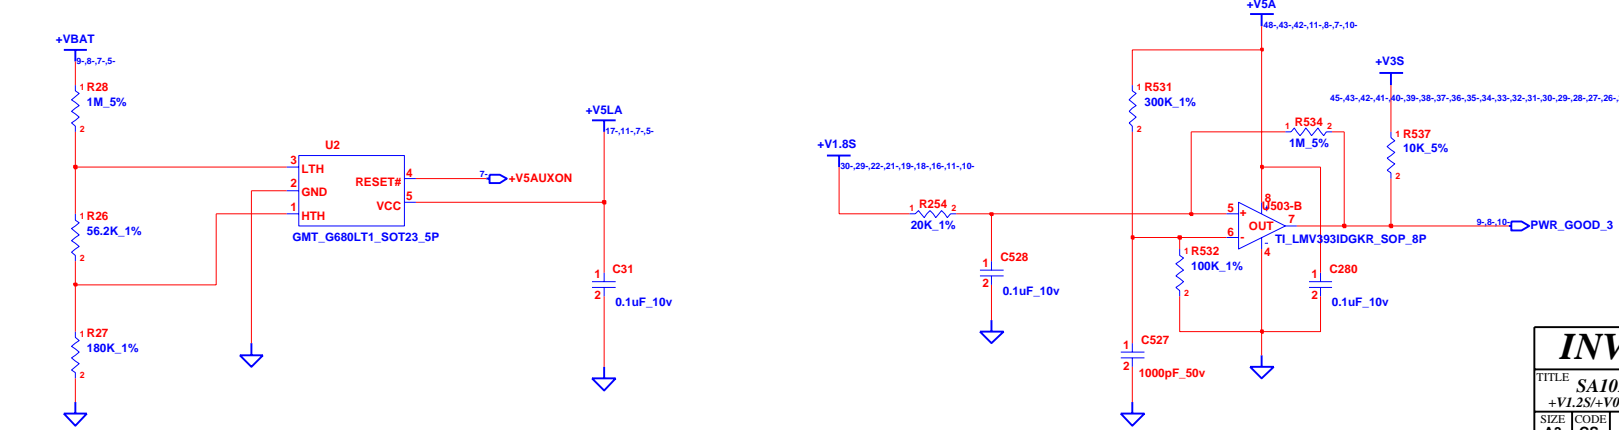 +VBAT
9-,8-,7-,5-
1 R28
1M_5%
2
1 R26
56.2K_1%
2
1 R27
180K_1%
2
U2
3
LTH
2
GND
1
HTH
RESET#
4
VCC
5
GMT_G680LT1_SOT23_5P
7-
+V5AUXON
+V5LA
17-,11-,7-,5-
1
C31
2
0.1uF_10v
+V1.8S
30-,29-,22-,21-,19-,18-,16-,11-,10-
1 R254 2
20K_1%
1
C528
2
0.1uF_10v
+V5A
48-,43-,42-,11-,8-,7-,10-
1 R531
300K_1%
2
1 R534 2
1M_5%
+V3S
45-,43-,42-,41-,40-,39-,38-,37-,36-,35-,34-,33-,32-,31-,30-,29-,28-,27-,26-,
1 R537
10K_5%
2
5
+
6
-
8
+
U503-B
OUT
7
-
4
TI_LMV393IDGKR_SOP_8P
9-,8-,10-
PWR_GOOD_3
1 R532
100K_1%
2
1
C280
2
0.1uF_10v
1
C527
2
1000pF_50v
INV
TITLE
SA10
+V1.2S/+V0
SIZE
CODE